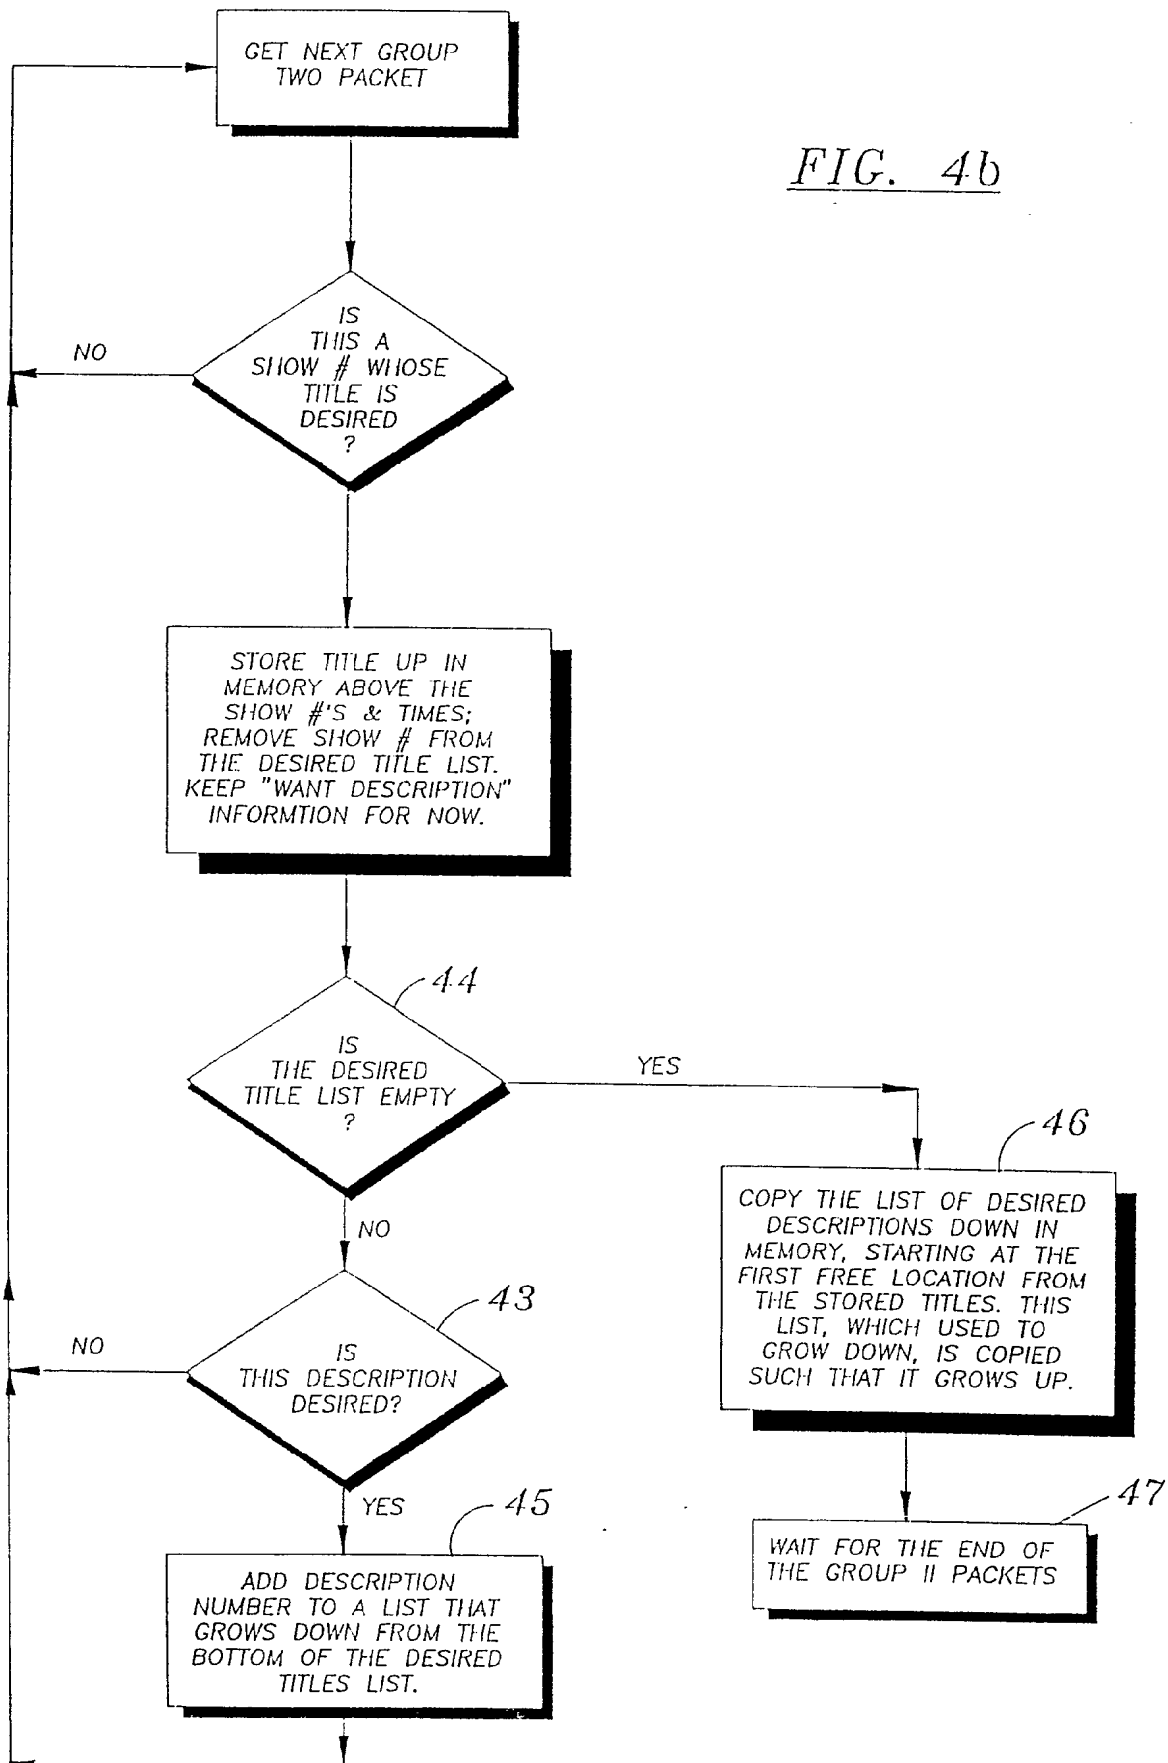 GET NEXT GROUP
TWO PACKET
FIG. 4b
IS
THIS A
SHOW # WHOSE
TITLE IS
DESIRED
?
NO
STORE TITLE UP IN
MEMORY ABOVE THE
SHOW #'S & TIMES;
REMOVE SHOW # FROM
THE DESIRED TITLE LIST.
KEEP "WANT DESCRIPTION"
INFORMTION FOR NOW.
44
IS
THE DESIRED
TITLE LIST EMPTY
?
YES
NO
46
COPY THE LIST OF DESIRED
DESCRIPTIONS DOWN IN
MEMORY, STARTING AT THE
FIRST FREE LOCATION FROM
THE STORED TITLES. THIS
LIST, WHICH USED TO
GROW DOWN, IS COPIED
SUCH THAT IT GROWS UP.
43
IS
THIS DESCRIPTION
DESIRED?
NO
YES
45
ADD DESCRIPTION
NUMBER TO A LIST THAT
GROWS DOWN FROM THE
BOTTOM OF THE DESIRED
TITLES LIST.
47
WAIT FOR THE END OF
THE GROUP II PACKETS